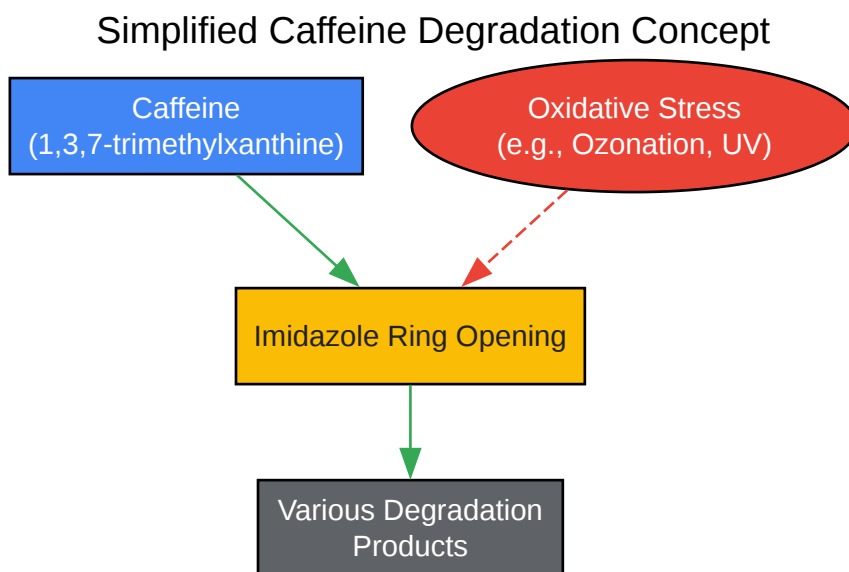 Simplified Caffeine Degradation Concept
Caffeine
(1,3,7-trimethylxanthine)
Oxidative Stress
(e.g., Ozonation, UV)
Imidazole Ring Opening
Various Degradation
Products